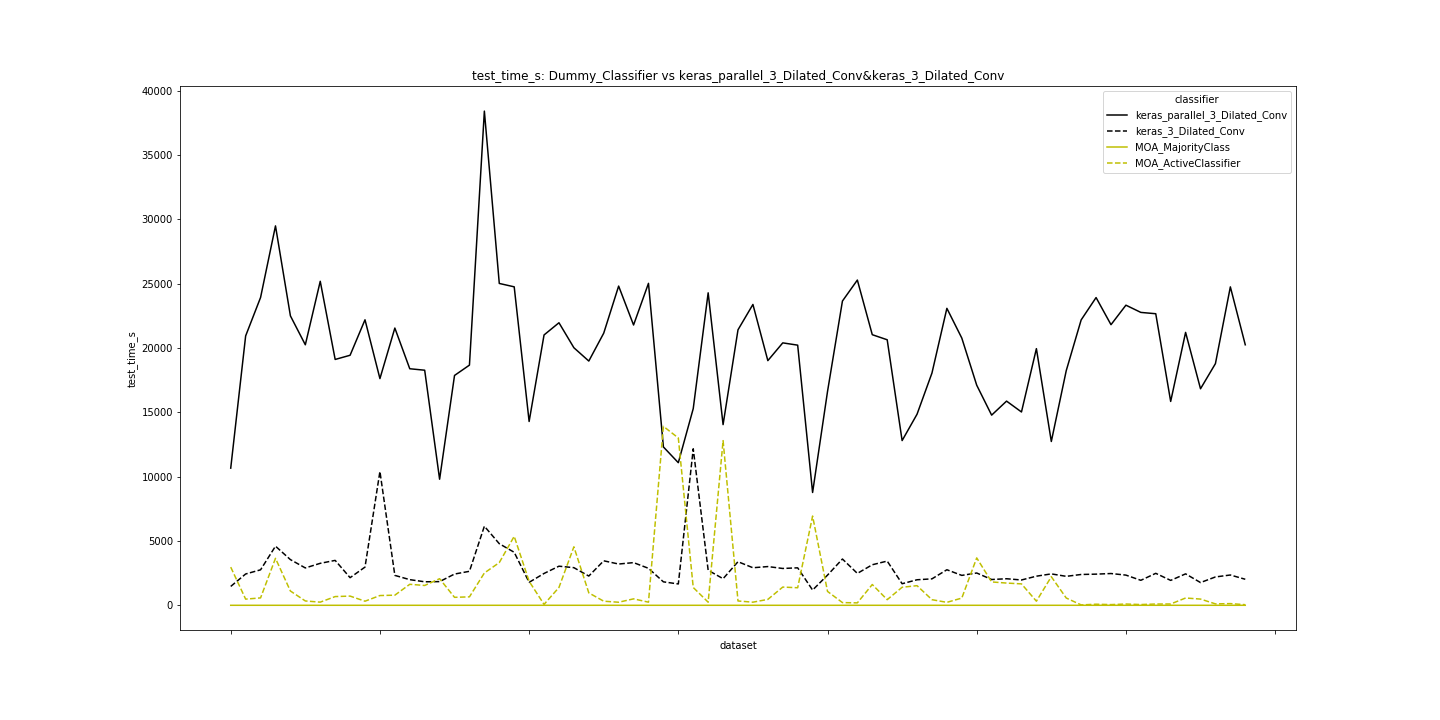 test_time_s: Dummy_Classifier vs keras_parallel_3_Dilated_Conv&keras_3_Dilated_Conv
classifier
keras_parallel_3_Dilated_Conv
keras_3_Dilated_Conv
MOA_MajorityClass
MOA_ActiveClassifier
test_time_s
40000
35000
30000
25000
20000
15000
10000
5000
0
dataset